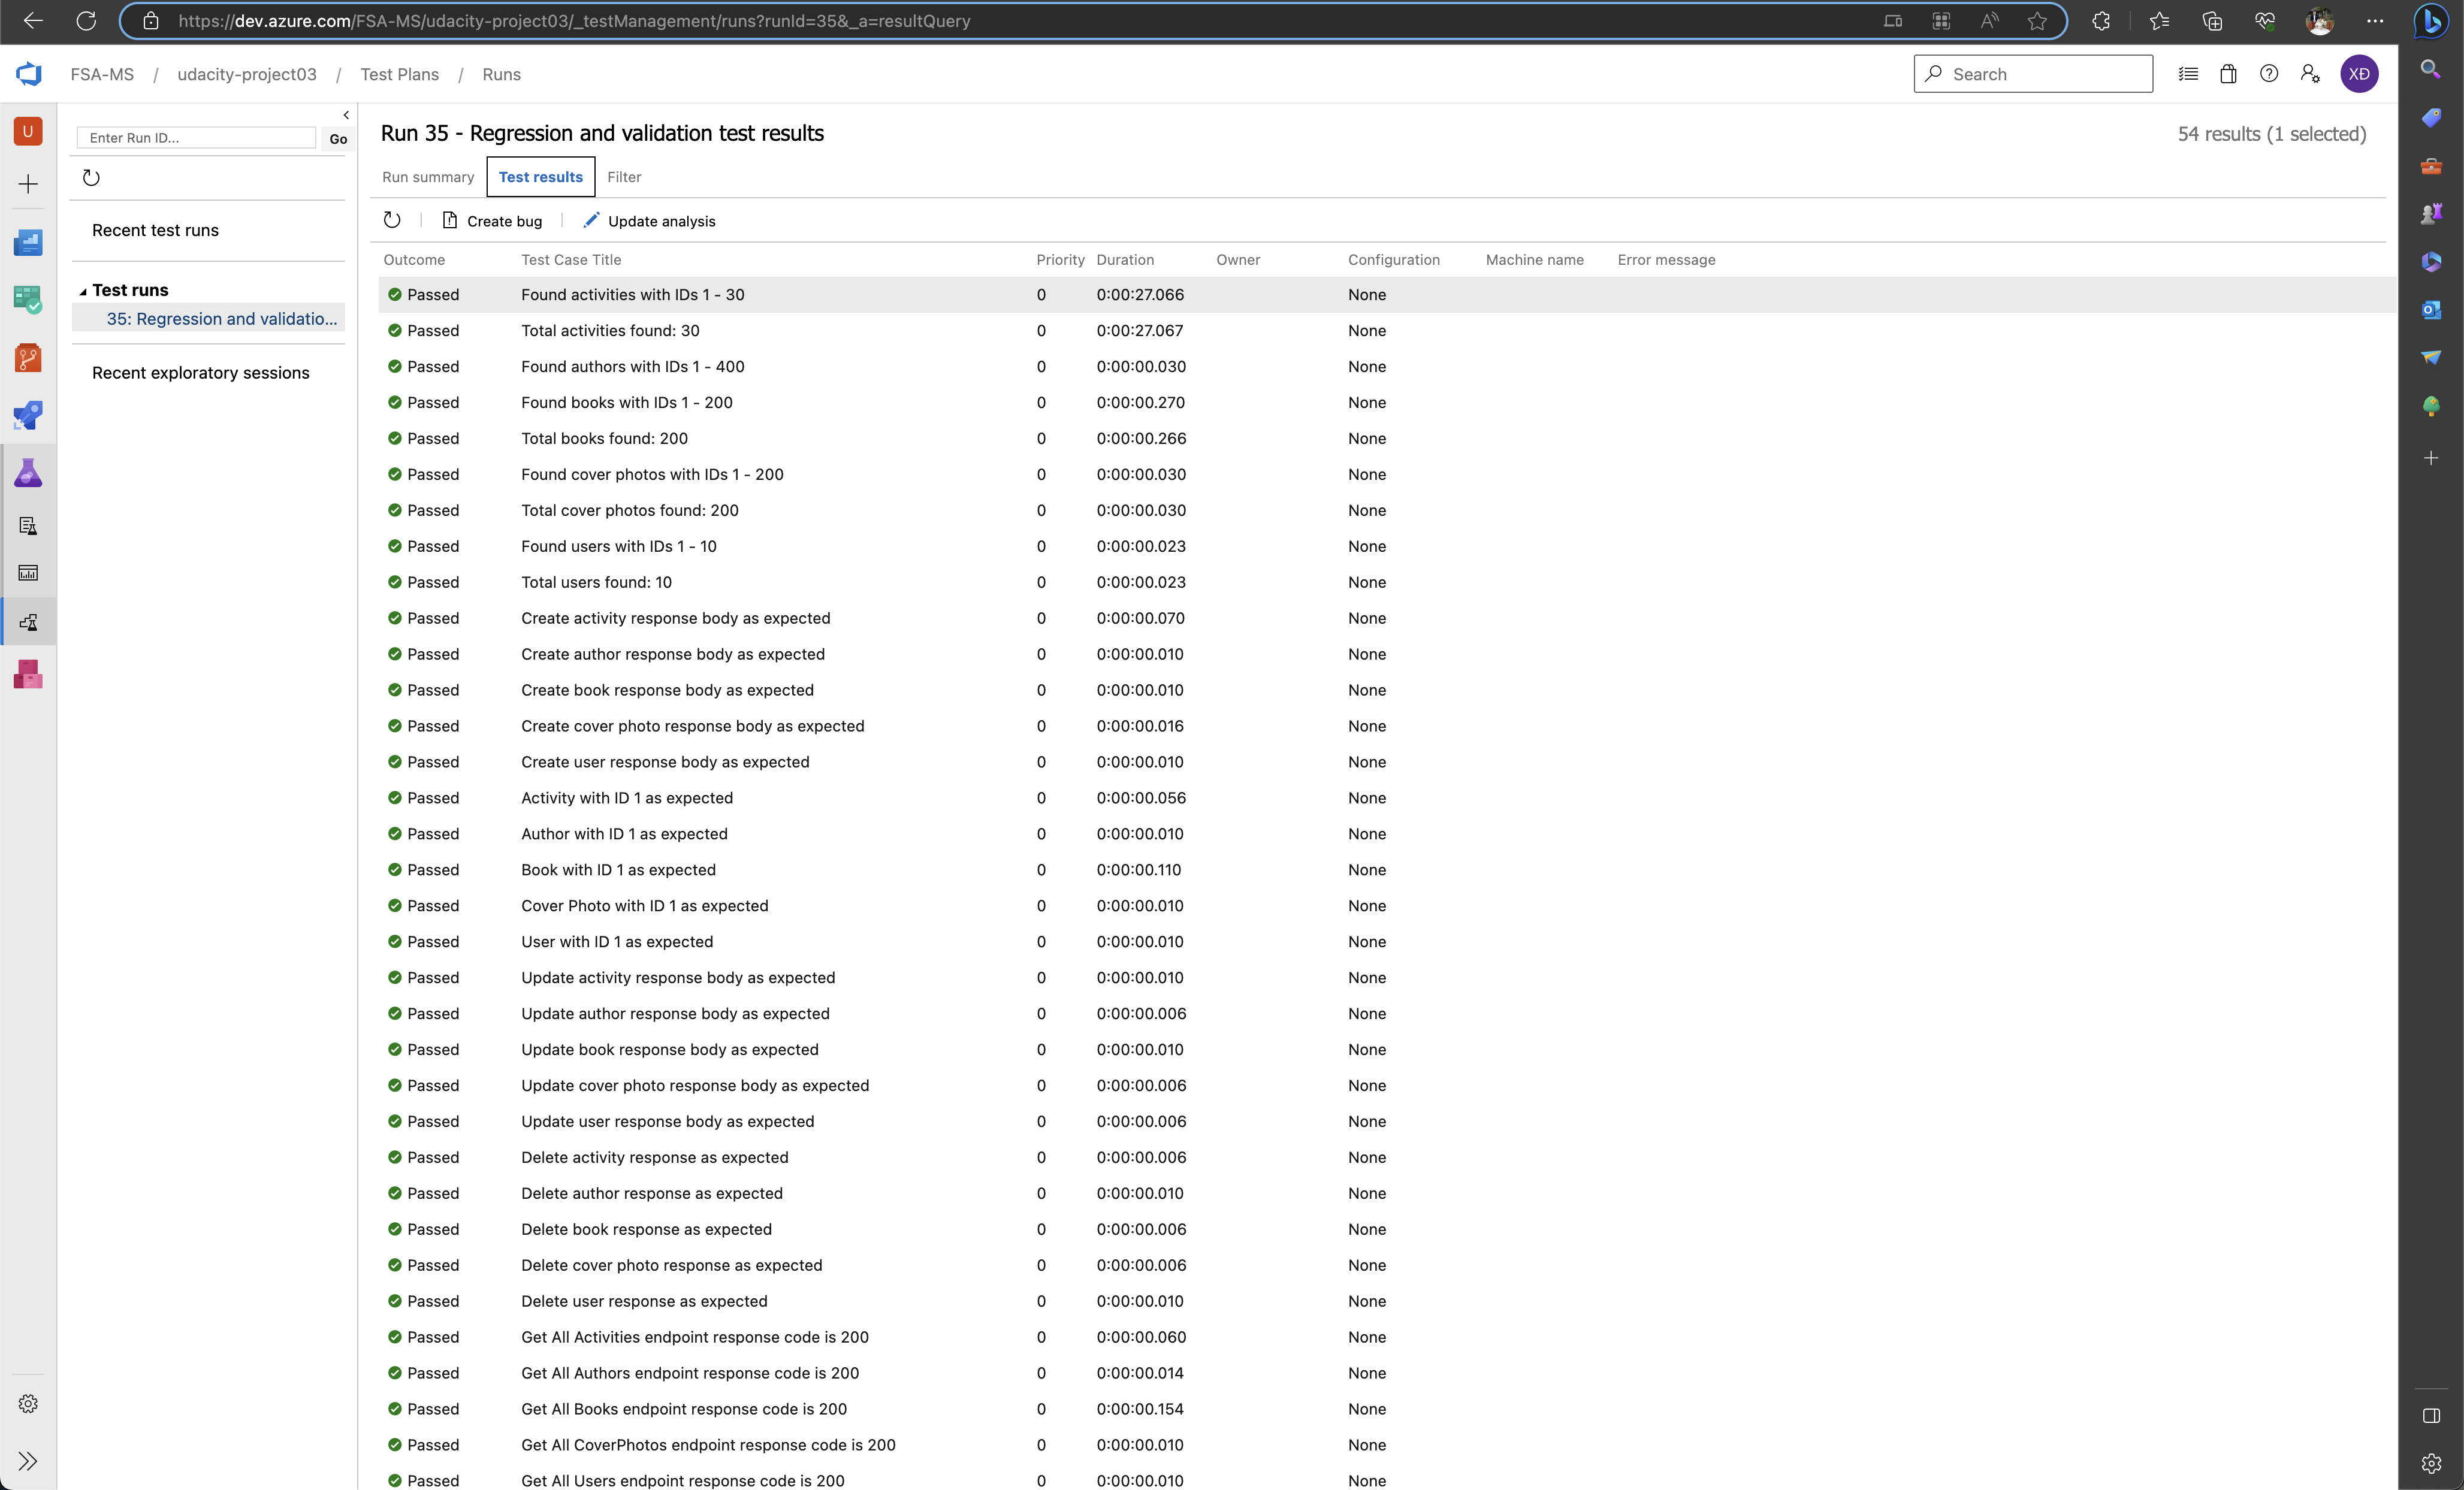 https://dev.azure.com/FSA-MS/udacity-project03/_testManagement/runs?runId=35&_a=resultQuery
FSA-MS / udacity-project03 / Test Plans / Runs
Search
XĐ
U
Enter Run ID...
Go
Recent test runs
Test runs
35: Regression and validatio...
Recent exploratory sessions
Run 35 - Regression and validation test results
54 results (1 selected)
Run summary Test results Filter
Create bug Update analysis
Outcome Test Case Title Priority Duration Owner Configuration Machine name Error message
Passed Found activities with IDs 1 - 30 0 0:00:27.066 None
Passed Total activities found: 30 0 0:00:27.067 None
Passed Found authors with IDs 1 - 400 0 0:00:00.030 None
Passed Found books with IDs 1 - 200 0 0:00:00.270 None
Passed Total books found: 200 0 0:00:00.266 None
Passed Found cover photos with IDs 1 - 200 0 0:00:00.030 None
Passed Total cover photos found: 200 0 0:00:00.030 None
Passed Found users with IDs 1 - 10 0 0:00:00.023 None
Passed Total users found: 10 0 0:00:00.023 None
Passed Create activity response body as expected 0 0:00:00.070 None
Passed Create author response body as expected 0 0:00:00.010 None
Passed Create book response body as expected 0 0:00:00.010 None
Passed Create cover photo response body as expected 0 0:00:00.016 None
Passed Create user response body as expected 0 0:00:00.010 None
Passed Activity with ID 1 as expected 0 0:00:00.056 None
Passed Author with ID 1 as expected 0 0:00:00.010 None
Passed Book with ID 1 as expected 0 0:00:00.110 None
Passed Cover Photo with ID 1 as expected 0 0:00:00.010 None
Passed User with ID 1 as expected 0 0:00:00.010 None
Passed Update activity response body as expected 0 0:00:00.010 None
Passed Update author response body as expected 0 0:00:00.006 None
Passed Update book response body as expected 0 0:00:00.010 None
Passed Update cover photo response body as expected 0 0:00:00.006 None
Passed Update user response body as expected 0 0:00:00.006 None
Passed Delete activity response as expected 0 0:00:00.006 None
Passed Delete author response as expected 0 0:00:00.010 None
Passed Delete book response as expected 0 0:00:00.006 None
Passed Delete cover photo response as expected 0 0:00:00.006 None
Passed Delete user response as expected 0 0:00:00.010 None
Passed Get All Activities endpoint response code is 200 0 0:00:00.060 None
Passed Get All Authors endpoint response code is 200 0 0:00:00.014 None
Passed Get All Books endpoint response code is 200 0 0:00:00.154 None
Passed Get All CoverPhotos endpoint response code is 200 0 0:00:00.010 None
Passed Get All Users endpoint response code is 200 0 0:00:00.010 None